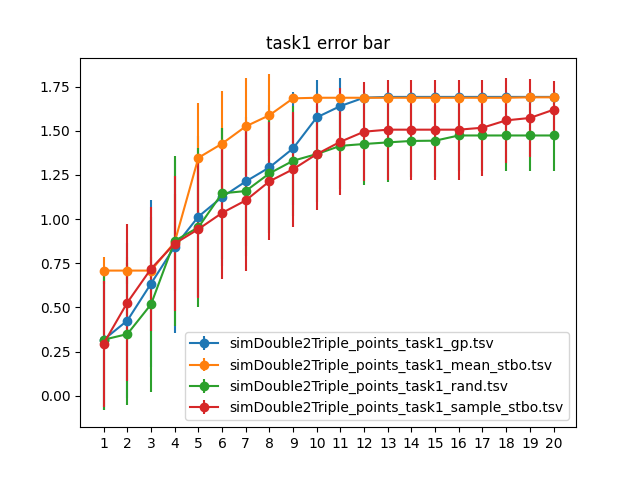 task1 error bar
1.75
1.50
1.25
1.00
0.75
0.50
0.25
0.00
simDouble2Triple_points_task1_gp.tsv
simDouble2Triple_points_task1_mean_stbo.tsv
simDouble2Triple_points_task1_rand.tsv
simDouble2Triple_points_task1_sample_stbo.tsv
1 2 3 4 5 6 7 8 9 10 11 12 13 14 15 16 17 18 19 20